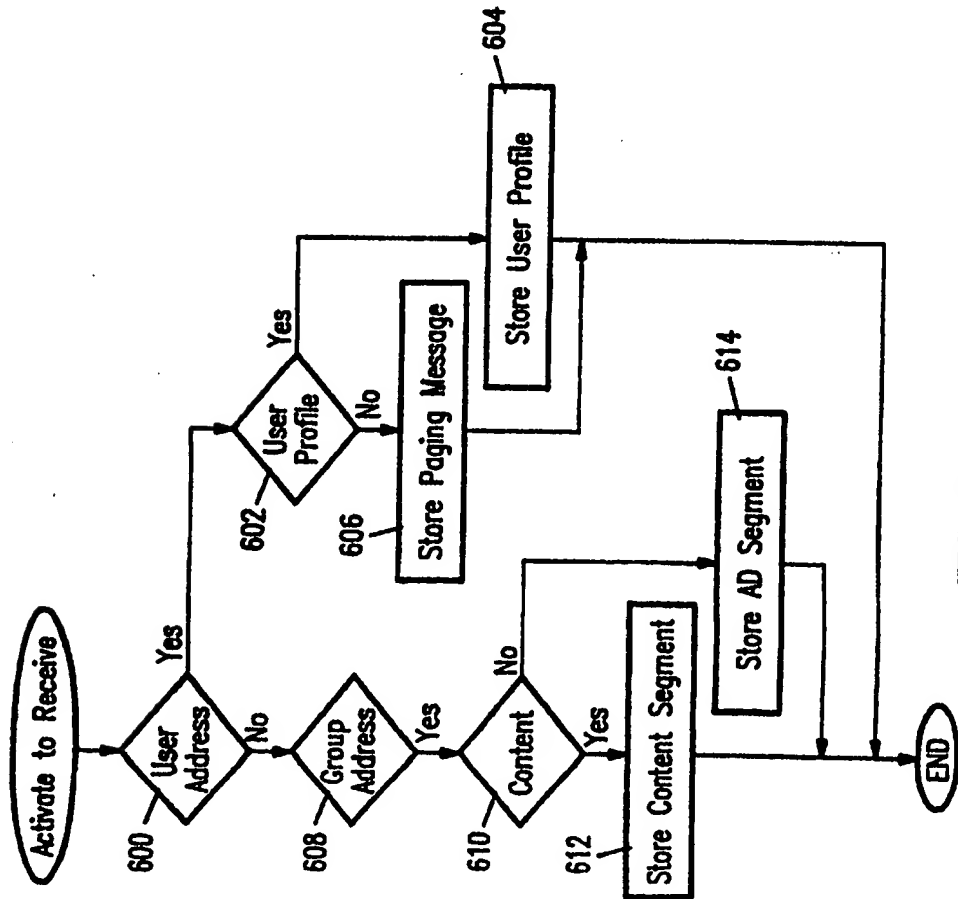 Activate to Receive
600
User
Address
Yes
No
602
User
Profile
Yes
No
604
Store User Profile
606
Store Paging Message
608
Group
Address
Yes
610
Content
No
Yes
612
Store Content Segment
614
Store AD Segment
END